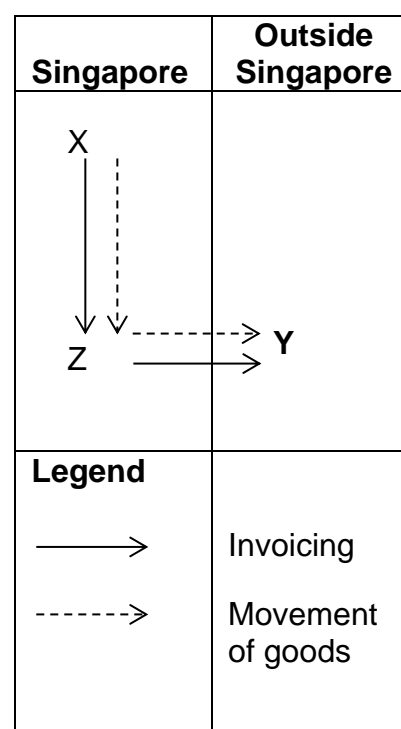 Singapore
Outside
Singapore
X
Z
Y
Legend
Invoicing
Movement
of goods